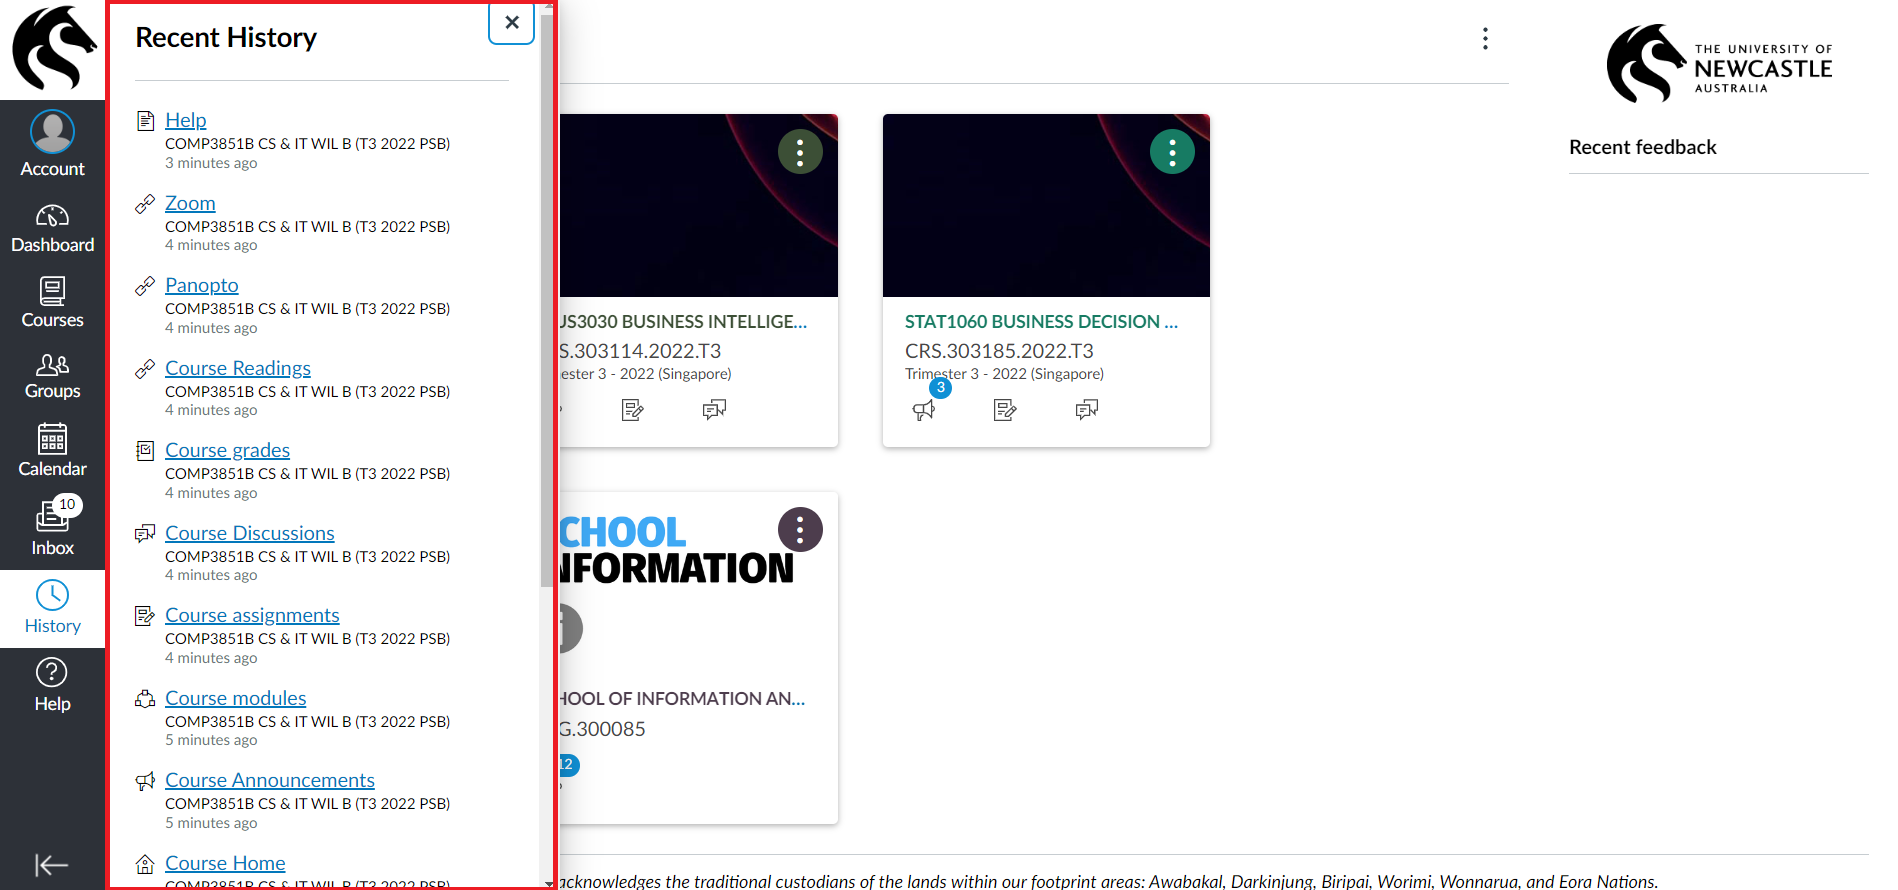 Account
Dashboard
Courses
Groups
Calendar
10
Inbox
History
Help
Recent History
Help
COMP3851B CS & IT WIL B (T3 2022 PSB)
3 minutes ago
Zoom
COMP3851B CS & IT WIL B (T3 2022 PSB)
4 minutes ago
Panopto
COMP3851B CS & IT WIL B (T3 2022 PSB)
4 minutes ago
Course Readings
COMP3851B CS & IT WIL B (T3 2022 PSB)
4 minutes ago
Course grades
COMP3851B CS & IT WIL B (T3 2022 PSB)
4 minutes ago
Course Discussions
COMP3851B CS & IT WIL B (T3 2022 PSB)
4 minutes ago
Course assignments
COMP3851B CS & IT WIL B (T3 2022 PSB)
4 minutes ago
Course modules
COMP3851B CS & IT WIL B (T3 2022 PSB)
5 minutes ago
Course Announcements
COMP3851B CS & IT WIL B (T3 2022 PSB)
5 minutes ago
Course Home
COMP3851B CS & IT WIL B (T3 2022 PSB)
US3030 BUSINESS INTELLIGE...
S.303114.2022.T3
ester 3 - 2022 (Singapore)
STAT1060 BUSINESS DECISION ...
CRS.303185.2022.T3
Trimester 3 - 2022 (Singapore)
3
CHOOL
NFORMATION
HOOL OF INFORMATION AN...
G.300085
12
acknowledges the traditional custodians of the lands within our footprint areas: Awabakal, Darkinjung, Biripai, Worimi, Wonnarua, and Eora Nations.
THE UNIVERSITY OF
NEWCASTLE
AUSTRALIA
Recent feedback